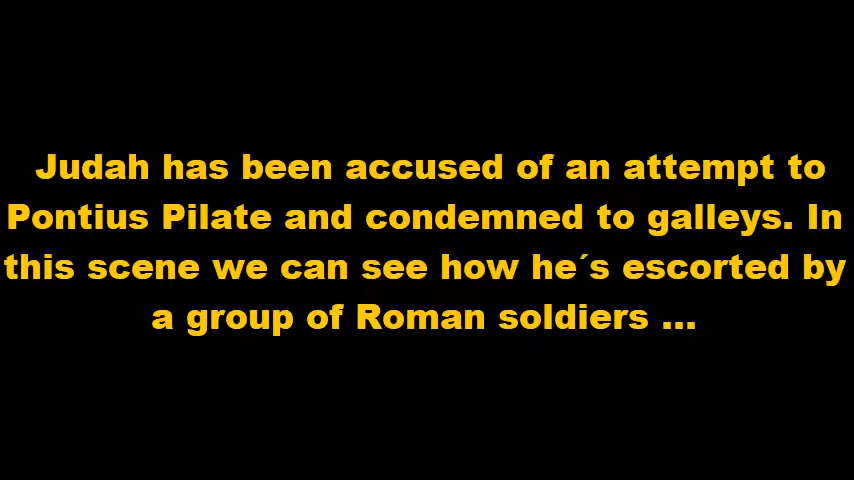 Judah has been accused of an attempt to
Pontius Pilate and condemned to galleys. In
this scene we can see how he´s escorted by
a group of Roman soldiers ...